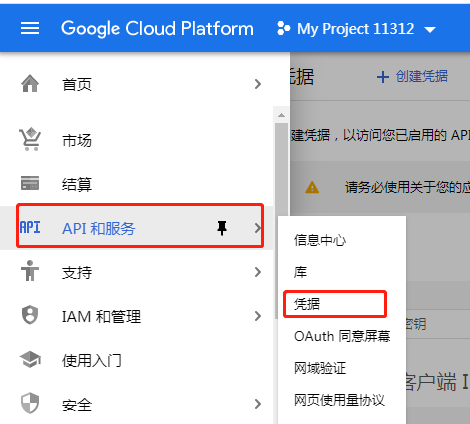 Google Cloud Platform
My Project 11312
凭据
创建凭据
建凭据，以访问您已启用的 API
请务必使用关于您的应
密钥
客户端 I
首页
市场
结算
API API 和服务
支持
IAM 和管理
使用入门
安全
信息中心
库
凭据
OAuth 同意屏幕
网域验证
网页使用量协议